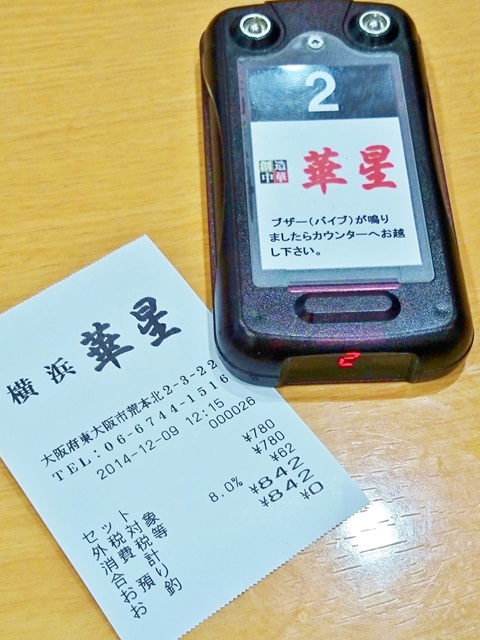 2
創造
中華
華星
ブザー(バイブ)が鳴り
ましたらカウンターへお越
し下さい。
2
横浜 華星
大阪府東大阪市荒本北2-3-22
TEL:06-6744-1516
2014-12-09 12:15
000026
セット ¥780
外税対象 ¥780
消費税等 8.0% ¥62
合 計 ¥842
お預り ¥842
お 釣 ¥0